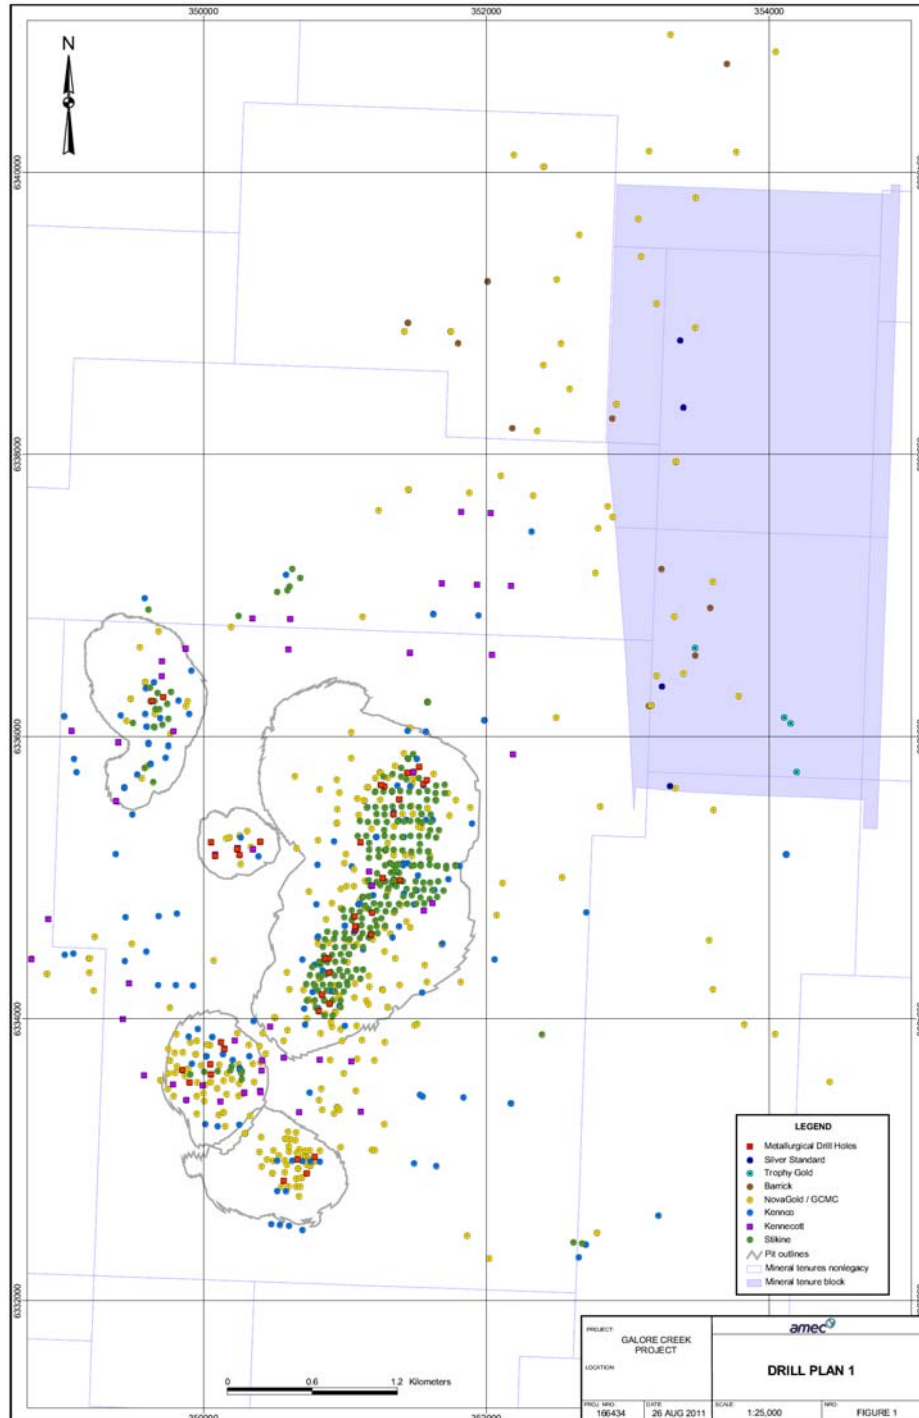 350000
352000
354000
N
6340000
6338000
6336000
6334000
6332000
LEGEND
Metallurgical Drill Holes
Silver Standard
Trophy Gold
Barrick
NovaGold / GCMC
Kennco
Kennecott
Stikine
Pit outlines
Mineral tenures nonlegacy
Mineral tenure block
0 0.6 1.2 Kilometers
PROJECT:
GALORE CREEK
PROJECT
LOCATION:
amec
DRILL PLAN 1
PROJ. NRO:
166434
DATE:
26 AUG 2011
SCALE:
1:25,000
NRO:
FIGURE 1
350000
352000